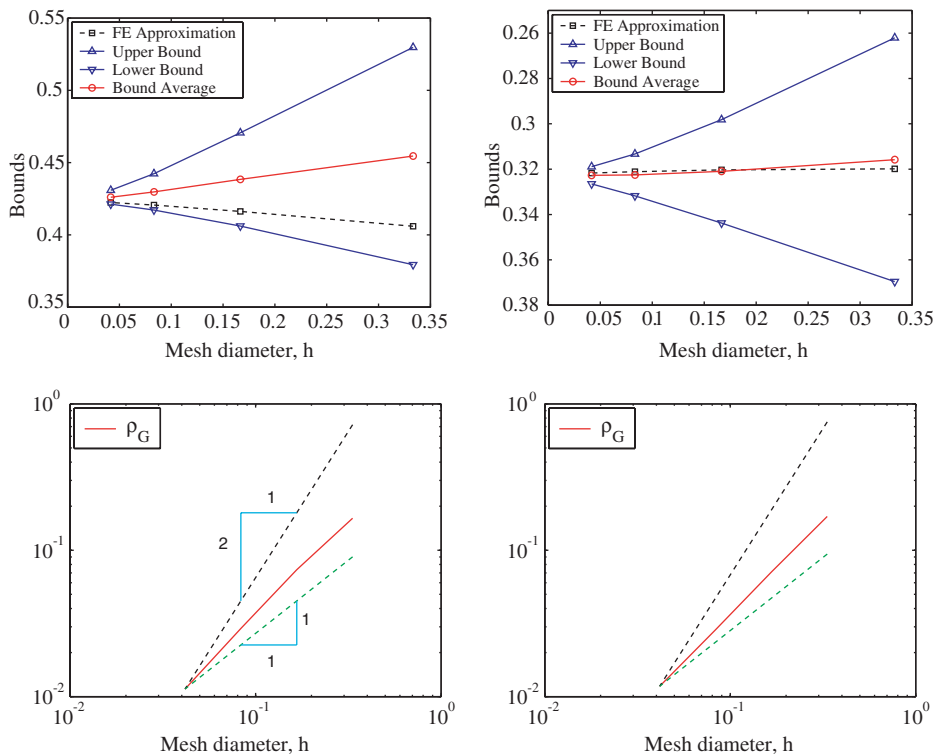 0.55
0.5
0.45
0.4
0.35
Bounds
FE Approximation
Upper Bound
Lower Bound
Bound Average
0 0.05 0.1 0.15 0.2 0.25 0.3 0.35
Mesh diameter, h
0.26
0.28
0.3
0.32
0.34
0.36
0.38
Bounds
FE Approximation
Upper Bound
Lower Bound
Bound Average
0 0.05 0.1 0.15 0.2 0.25 0.3 0.35
Mesh diameter, h
10^0
10^-1
10^-2
ρ_G
1
2
1
1
10^-2 10^-1 10^0
Mesh diameter, h
10^0
10^-1
10^-2
ρ_G
10^-2 10^-1 10^0
Mesh diameter, h